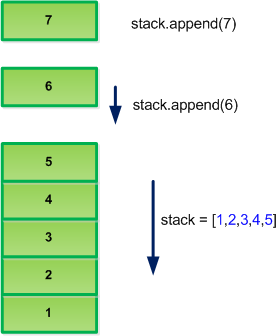 7
stack.append(7)
6
stack.append(6)
5
4
3
stack = [1,2,3,4,5]
2
1